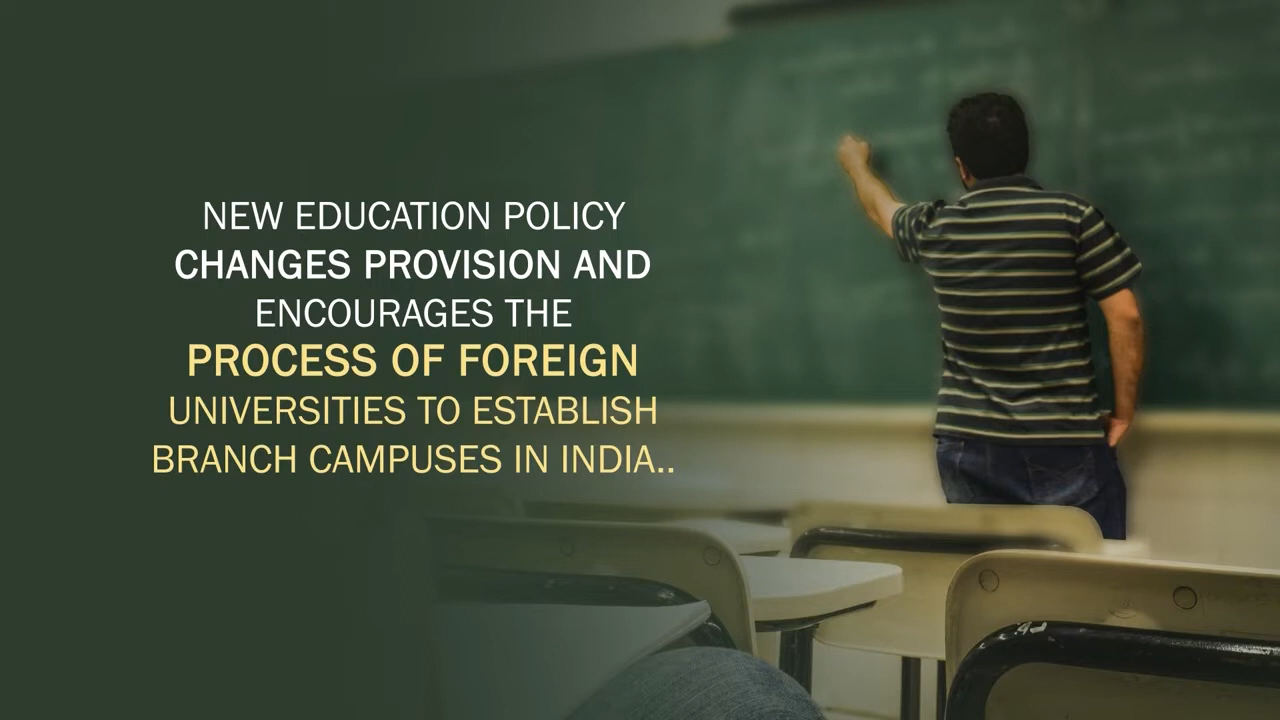 NEW EDUCATION POLICY
CHANGES PROVISION AND
ENCOURAGES THE
PROCESS OF FOREIGN
UNIVERSITIES TO ESTABLISH
BRANCH CAMPUSES IN INDIA..